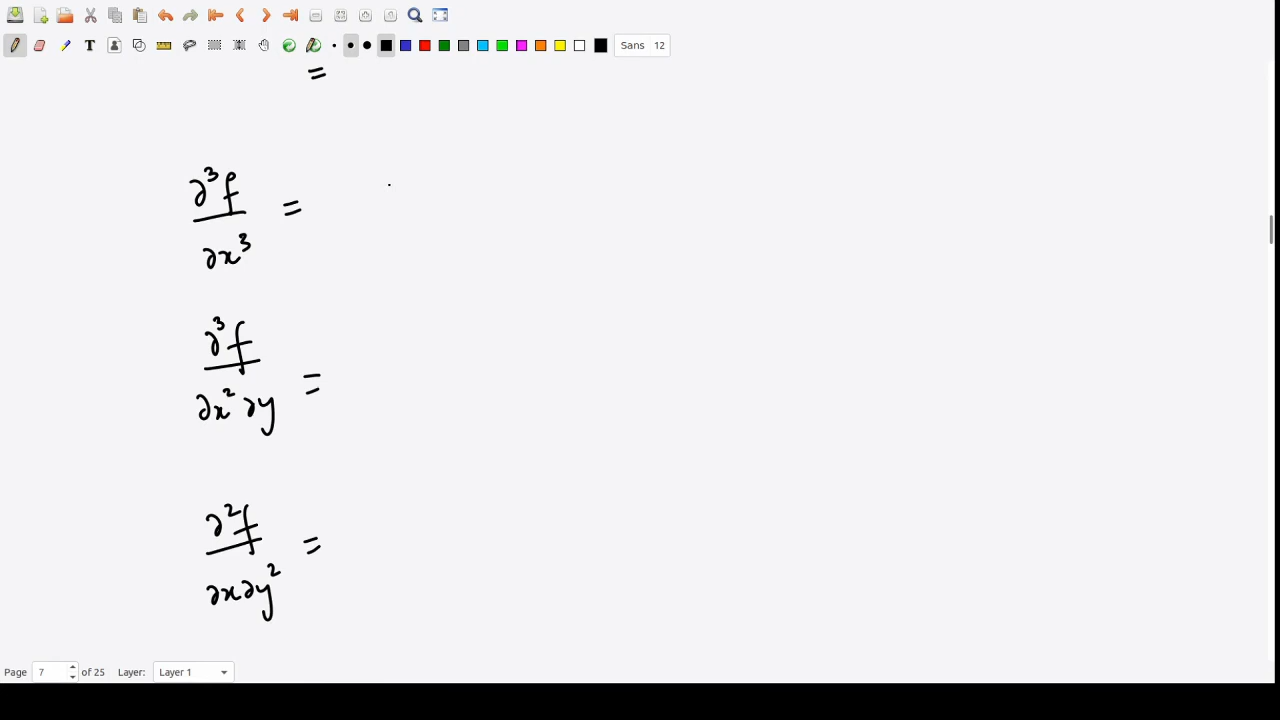 Sans 12
=
∂³f/∂x³ =
∂³f/∂x²∂y =
∂²f/∂x∂y² =
Page 7 of 25 Layer: Layer 1